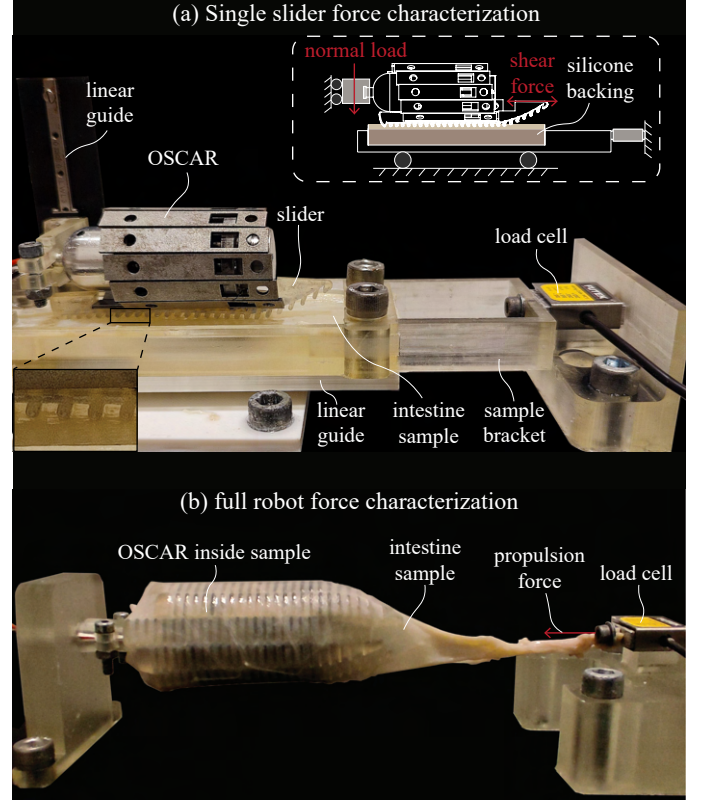 (a) Single slider force characterization
normal load
shear
force
silicone
backing
linear
guide
OSCAR
slider
load cell
FUTEK
linear
guide
intestine
sample
sample
bracket
(b) full robot force characterization
OSCAR inside sample
intestine
sample
propulsion
force
load cell